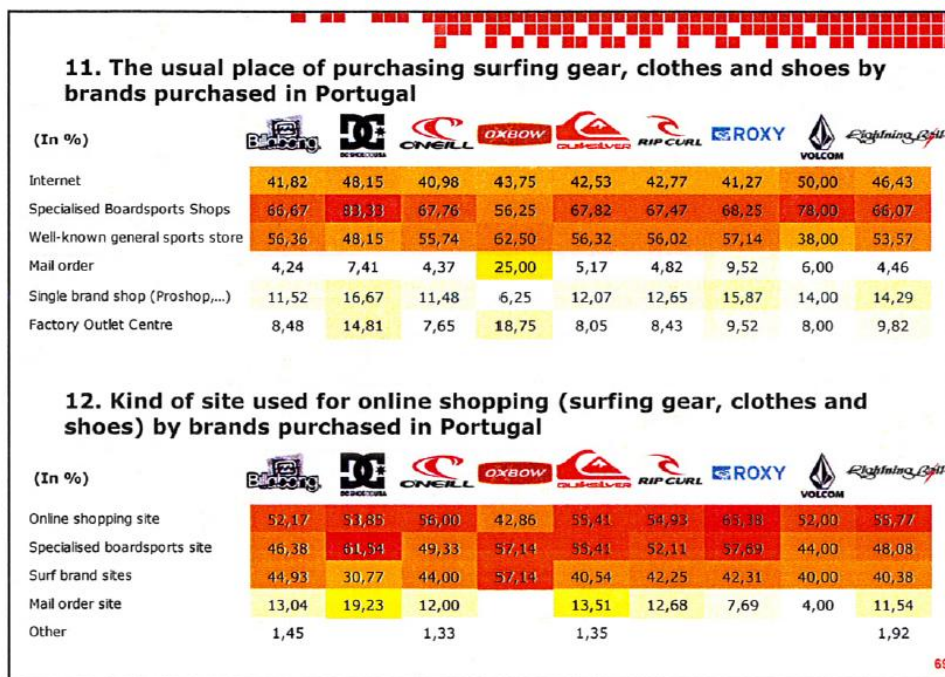 11. The usual place of purchasing surfing gear, clothes and shoes by
brands purchased in Portugal
(In %) Billabong DC SHOECOUSA O'NEILL OXBOW QUIKSILVER RIP CURL ROXY VOLCOM Lightning Bolt
Internet 41,82 48,15 40,98 43,75 42,53 42,77 41,27 50,00 46,43
Specialised Boardsports Shops 66,67 83,33 67,76 56,25 67,82 67,47 68,25 78,00 66,07
Well-known general sports store 56,36 48,15 55,74 62,50 56,32 56,02 57,14 38,00 53,57
Mail order 4,24 7,41 4,37 25,00 5,17 4,82 9,52 6,00 4,46
Single brand shop (Proshop,...) 11,52 16,67 11,48 6,25 12,07 12,65 15,87 14,00 14,29
Factory Outlet Centre 8,48 14,81 7,65 18,75 8,05 8,43 9,52 8,00 9,82
12. Kind of site used for online shopping (surfing gear, clothes and
shoes) by brands purchased in Portugal
(In %) Billabong DC SHOECOUSA O'NEILL OXBOW QUIKSILVER RIP CURL ROXY VOLCOM Lightning Bolt
Online shopping site 52,17 53,85 56,00 42,86 55,41 54,93 65,38 52,00 55,77
Specialised boardsports site 46,38 61,54 49,33 57,14 55,41 52,11 57,69 44,00 48,08
Surf brand sites 44,93 30,77 44,00 57,14 40,54 42,25 42,31 40,00 40,38
Mail order site 13,04 19,23 12,00 13,51 12,68 7,69 4,00 11,54
Other 1,45 1,33 1,35 1,92